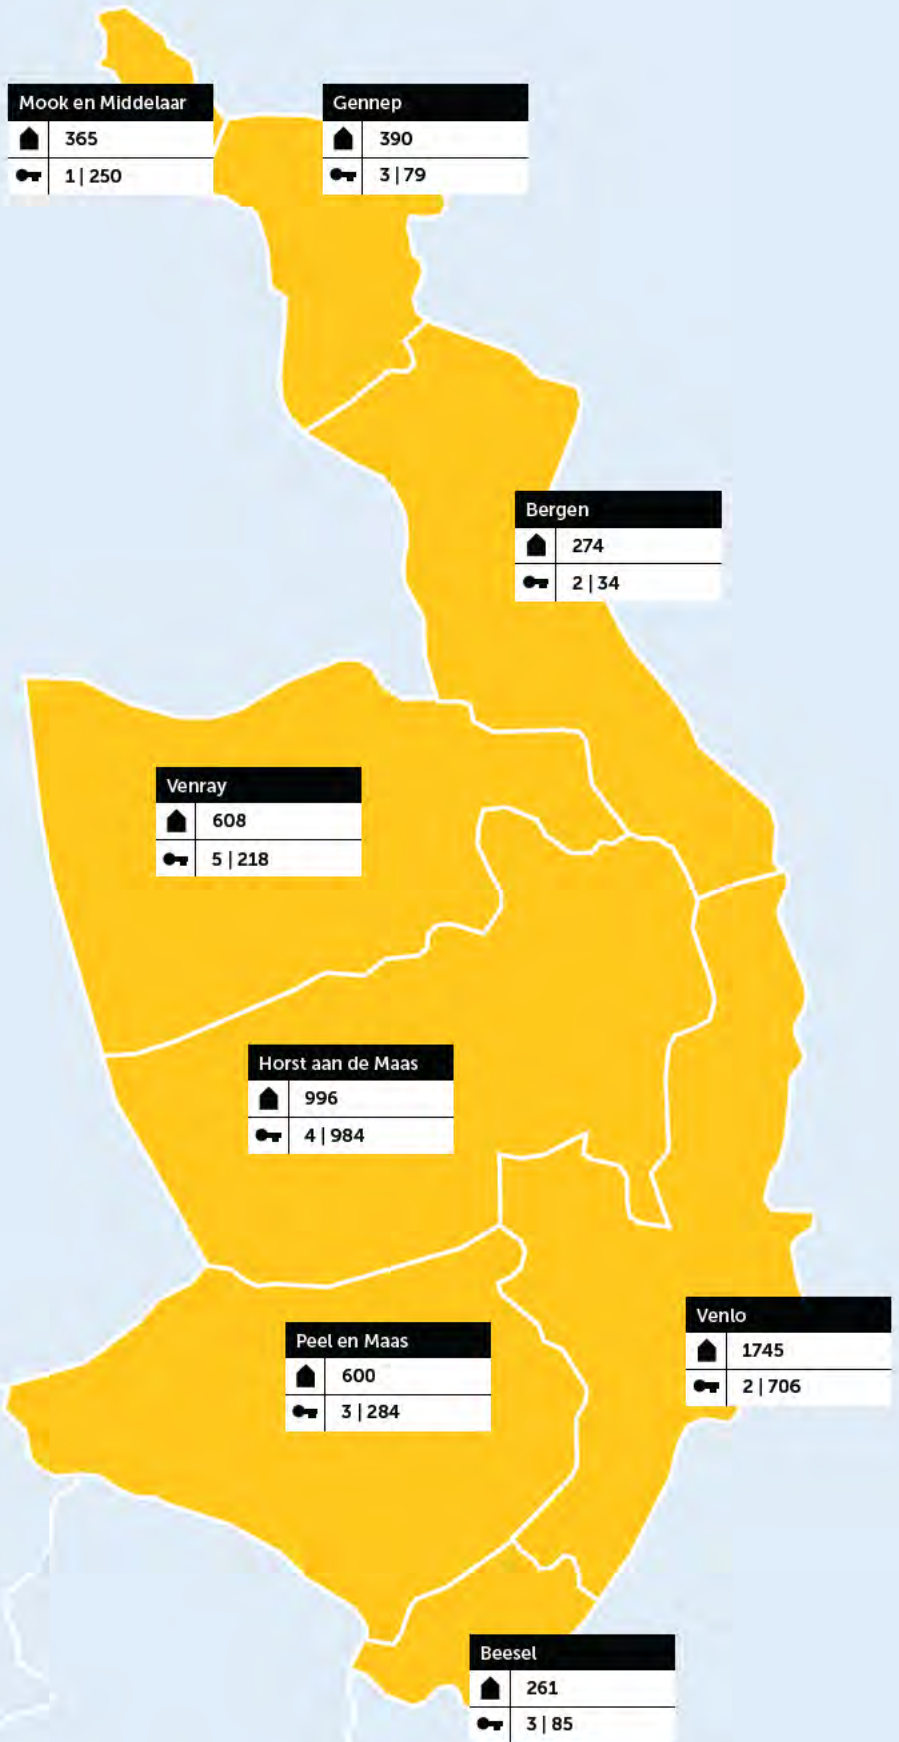 Mook en Middelaar
365
1 | 250
Gennep
390
3 | 79
Bergen
274
2 | 34
Venray
608
5 | 218
Horst aan de Maas
996
4 | 984
Venlo
1745
2 | 706
Peel en Maas
600
3 | 284
Beesel
261
3 | 85